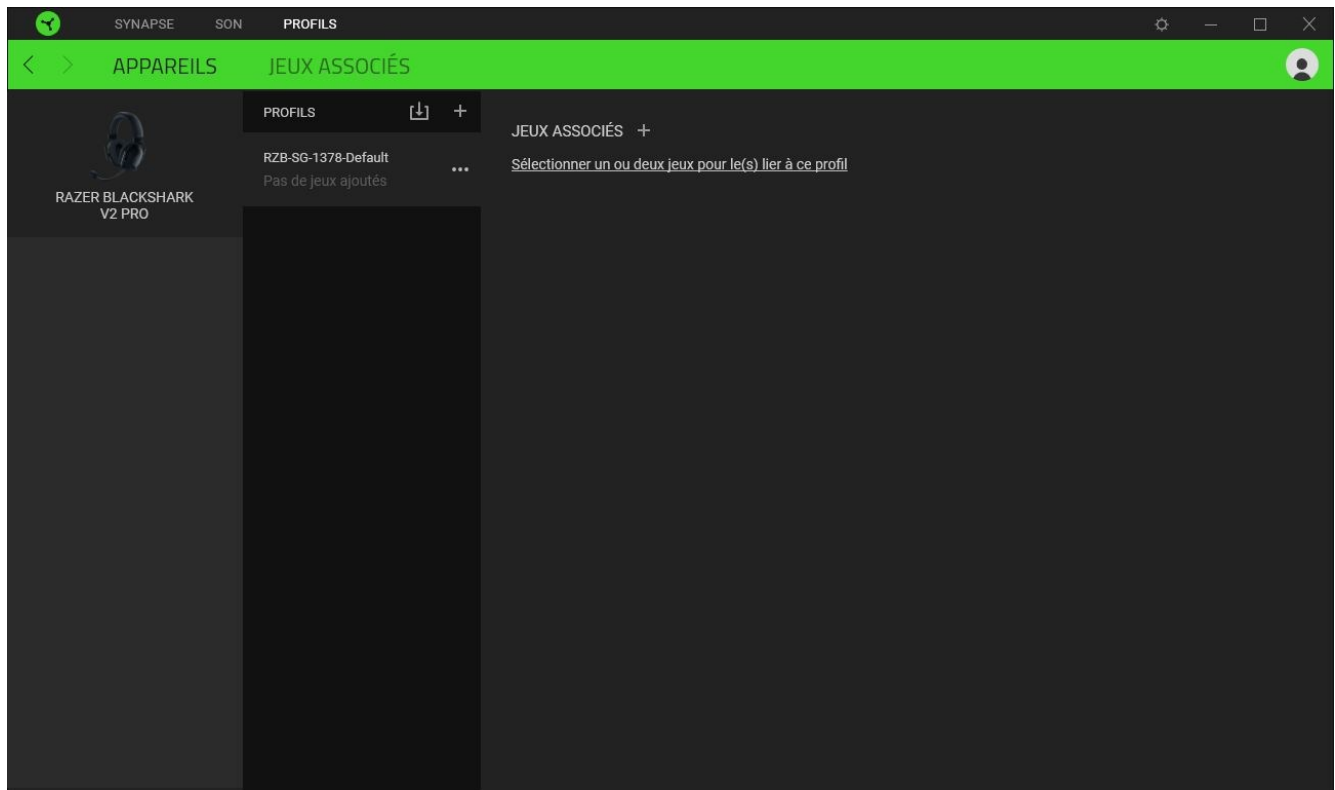 SYNAPSE SON PROFILS
APPAREILS JEUX ASSOCIÉS
RAZER BLACKSHARK
V2 PRO
PROFILS
RZB-SG-1378-Default
Pas de jeux ajoutés
JEUX ASSOCIÉS
Sélectionner un ou deux jeux pour le(s) lier à ce profil